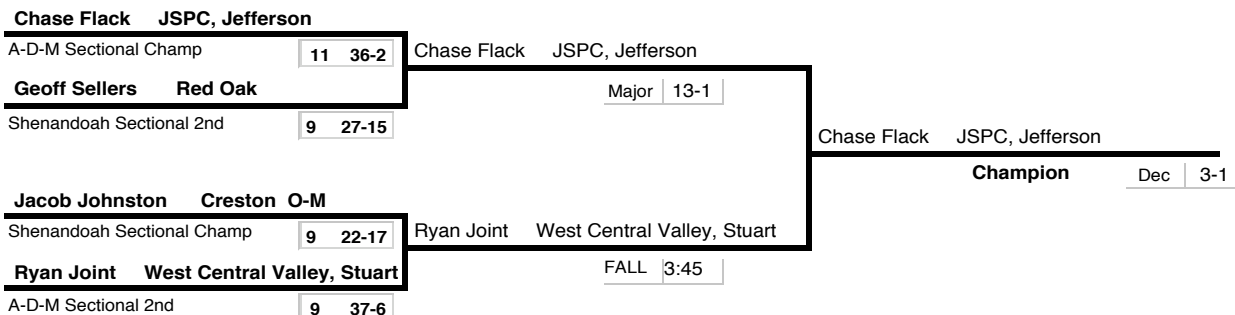 Chase Flack JSPC, Jefferson
A-D-M Sectional Champ 11 36-2
Geoff Sellers Red Oak
Shenandoah Sectional 2nd 9 27-15
Jacob Johnston Creston O-M
Shenandoah Sectional Champ 9 22-17
Ryan Joint West Central Valley, Stuart
A-D-M Sectional 2nd 9 37-6
Chase Flack JSPC, Jefferson
Major 13-1
Ryan Joint West Central Valley, Stuart
FALL 3:45
Chase Flack JSPC, Jefferson
Champion Dec 3-1